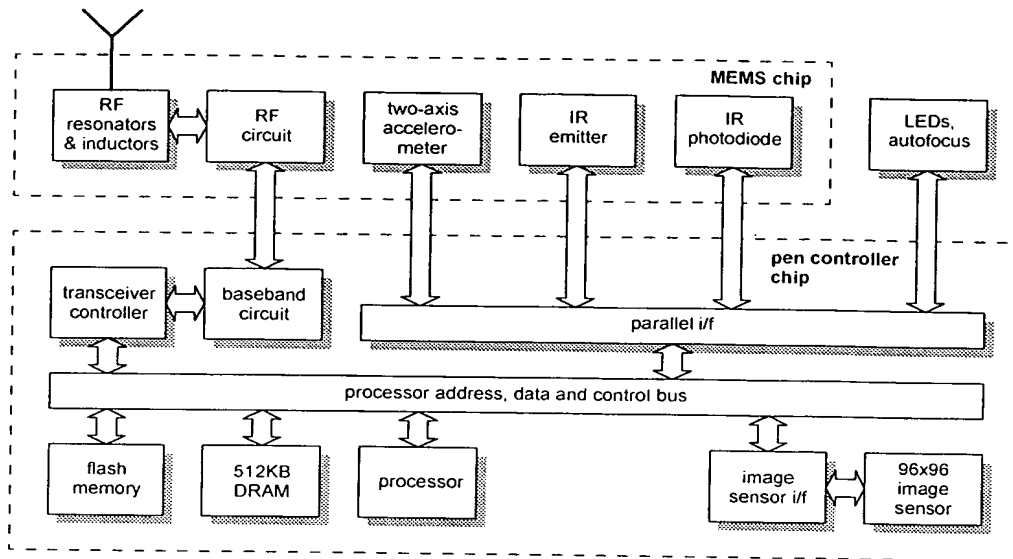 MEMS chip
RF
resonators
& inductors
RF
circuit
two-axis
accelero-
meter
IR
emitter
IR
photodiode
LEDs,
autofocus
pen controller
chip
transceiver
controller
baseband
circuit
parallel i/f
processor address, data and control bus
flash
memory
512KB
DRAM
processor
image
sensor i/f
96x96
image
sensor